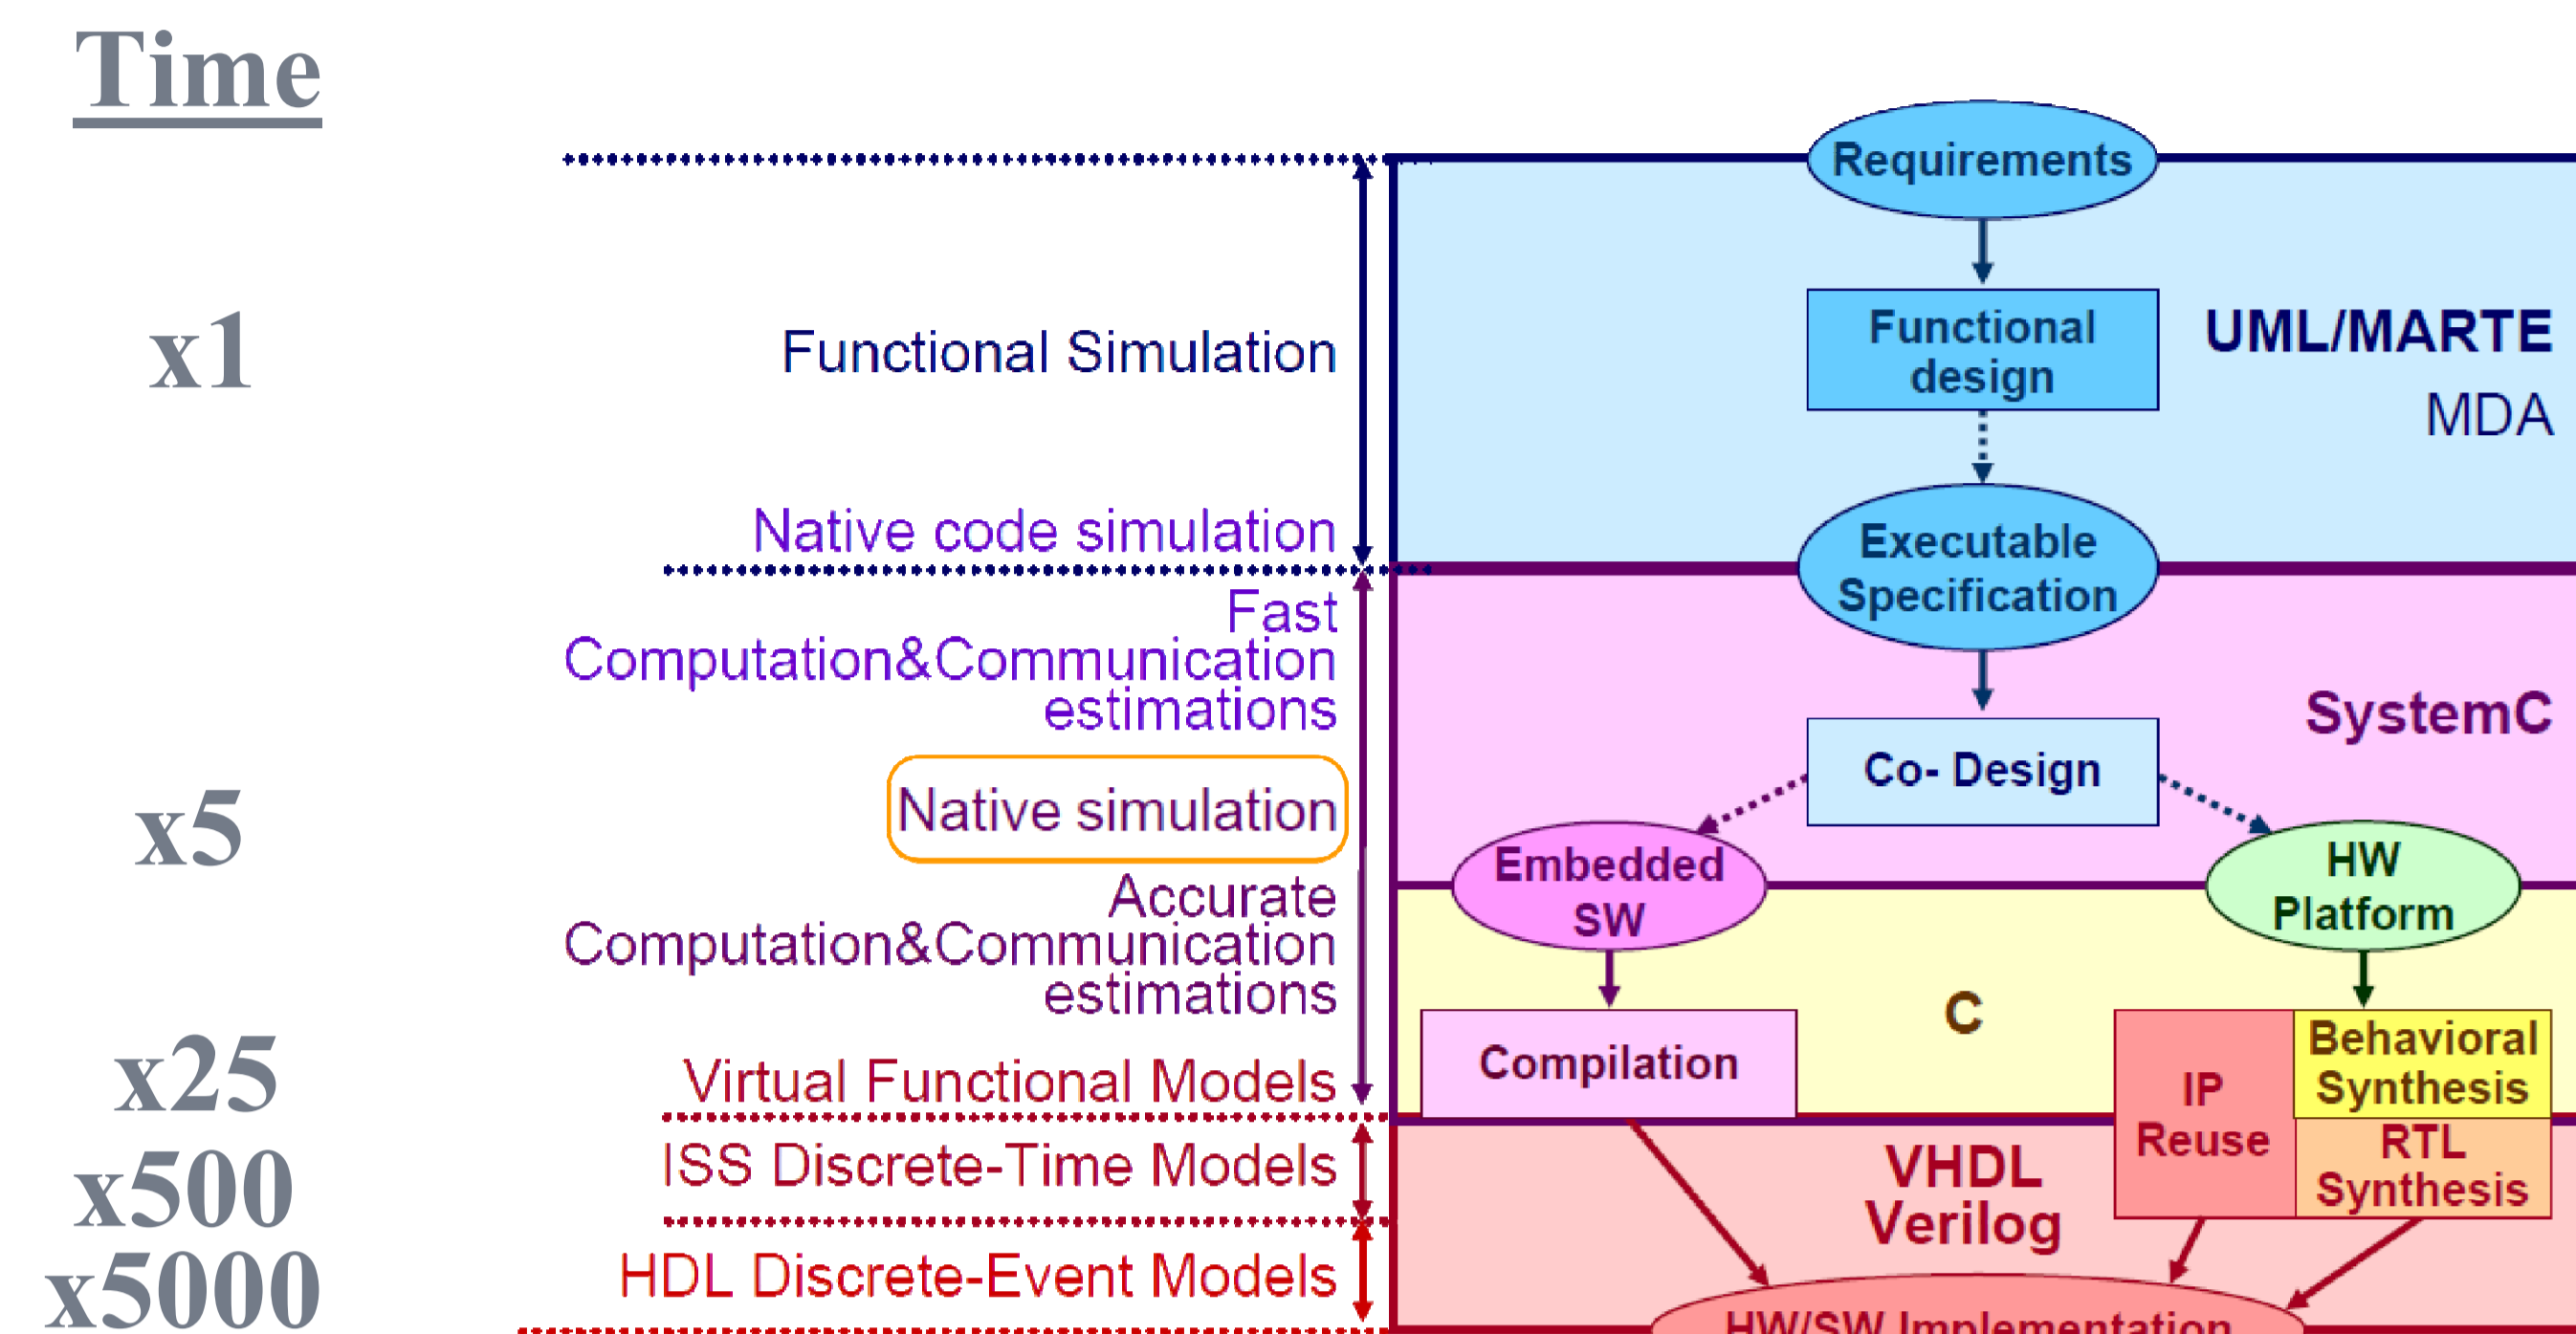 Time
x1
x5
x25
x500
x5000
Functional Simulation
Native code simulation
Fast
Computation&Communication
estimations
Native simulation
Accurate
Computation&Communication
estimations
Virtual Functional Models
ISS Discrete-Time Models
HDL Discrete-Event Models
Requirements
Functional
design
UML/MARTE
MDA
Executable
Specification
SystemC
Co- Design
Embedded
SW
HW
Platform
C
Compilation
IP
Reuse
Behavioral
Synthesis
RTL
Synthesis
VHDL
Verilog
HW/SW Implementation